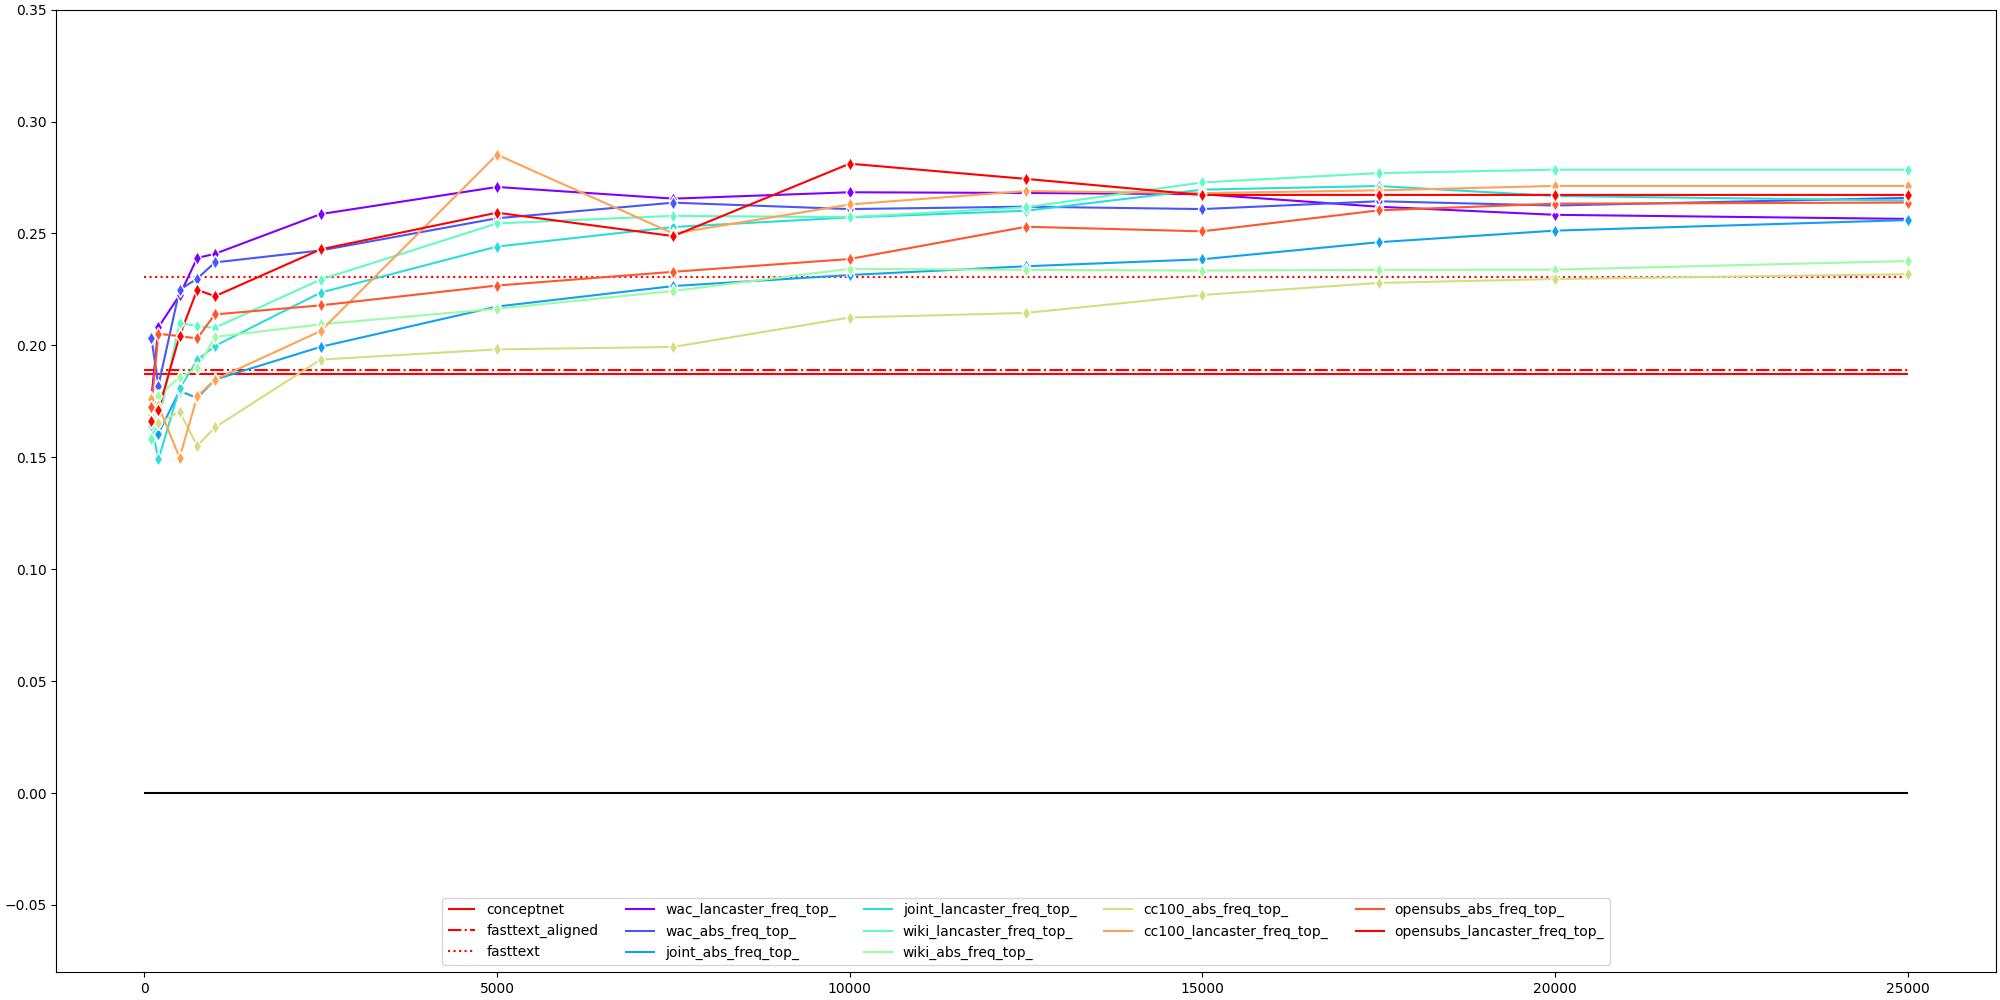 0.35
0.30
0.25
0.20
0.15
0.10
0.05
0.00
−0.05
conceptnet
fasttext_aligned
fasttext
wac_lancaster_freq_top_
wac_abs_freq_top_
joint_abs_freq_top_
joint_lancaster_freq_top_
wiki_lancaster_freq_top_
wiki_abs_freq_top_
cc100_abs_freq_top_
cc100_lancaster_freq_top_
opensubs_abs_freq_top_
opensubs_lancaster_freq_top_
0 5000 10000 15000 20000 25000